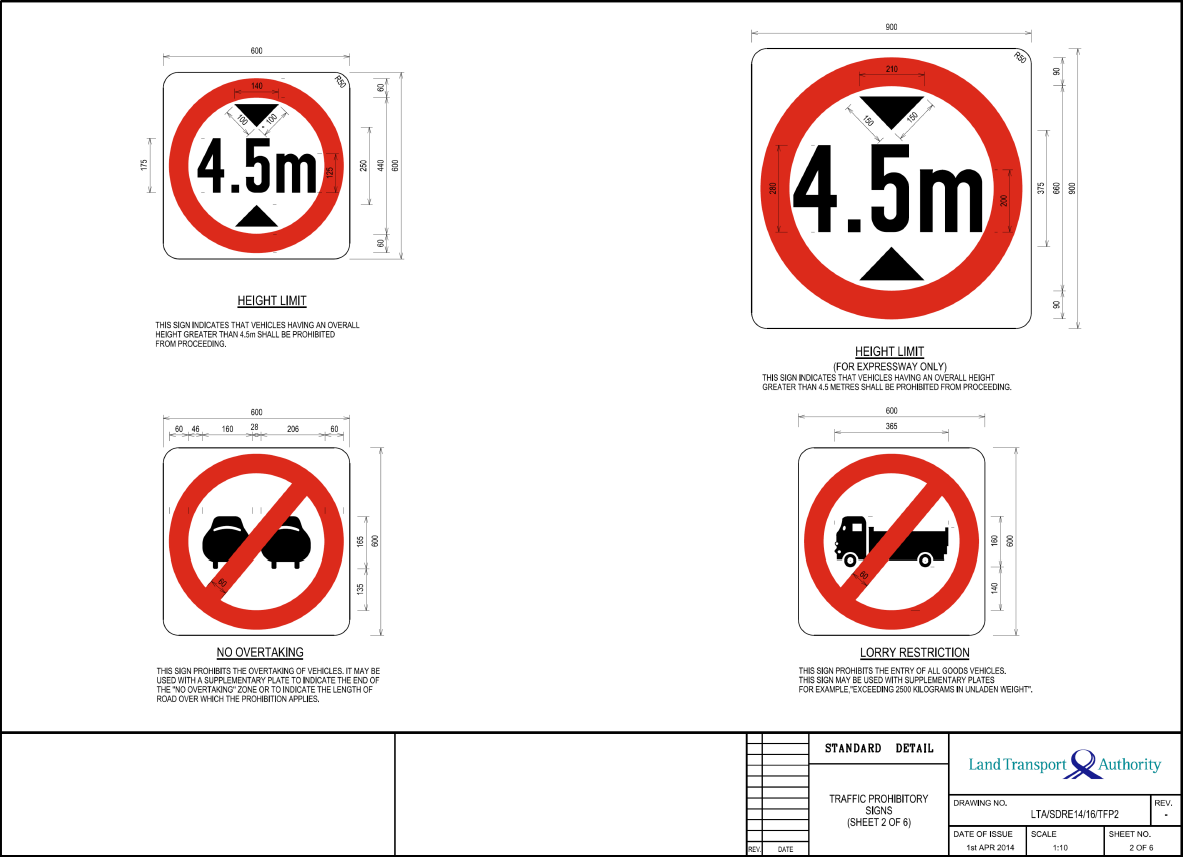 600
R50
140
100
100
4.5m
175
125
60
250
440
600
60
HEIGHT LIMIT
THIS SIGN INDICATES THAT VEHICLES HAVING AN OVERALL
HEIGHT GREATER THAN 4.5m SHALL BE PROHIBITED
FROM PROCEEDING.
900
R50
210
150
150
4.5m
280
200
90
375
660
900
90
HEIGHT LIMIT
(FOR EXPRESSWAY ONLY)
THIS SIGN INDICATES THAT VEHICLES HAVING AN OVERALL HEIGHT
GREATER THAN 4.5 METRES SHALL BE PROHIBITED FROM PROCEEDING.
600
60 46 160 28 206 60
165
600
135
60
NO OVERTAKING
THIS SIGN PROHIBITS THE OVERTAKING OF VEHICLES. IT MAY BE
USED WITH A SUPPLEMENTARY PLATE TO INDICATE THE END OF
THE "NO OVERTAKING" ZONE OR TO INDICATE THE LENGTH OF
ROAD OVER WHICH THE PROHIBITION APPLIES.
600
365
160
600
140
60
LORRY RESTRICTION
THIS SIGN PROHIBITS THE ENTRY OF ALL GOODS VEHICLES.
THIS SIGN MAY BE USED WITH SUPPLEMENTARY PLATES
FOR EXAMPLE,"EXCEEDING 2500 KILOGRAMS IN UNLADEN WEIGHT".
REV. DATE
STANDARD DETAIL
TRAFFIC PROHIBITORY
SIGNS
(SHEET 2 OF 6)
Land Transport Authority
DRAWING NO.
LTA/SDRE14/16/TFP2
REV.
-
DATE OF ISSUE
1st APR 2014
SCALE
1:10
SHEET NO.
2 OF 6